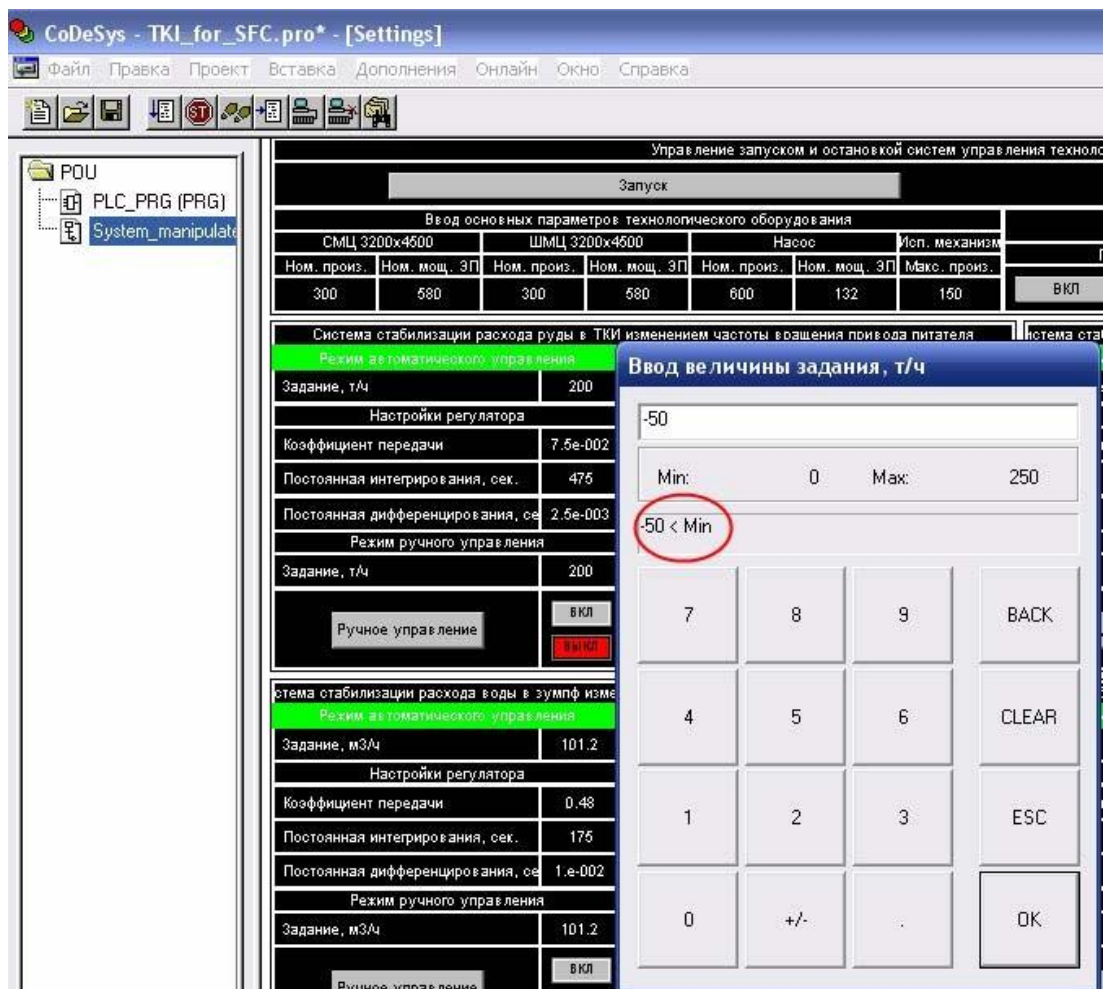 CoDeSys - TKI_for_SFC.pro* - [Settings]
Файл Правка Проект Вставка Дополнения Онлайн Окно Справка
POU
PLC_PRG (PRG)
System_manipulate
Управление запуском и остановкой систем управления техноло
Запуск
Ввод основных параметров технологического оборудования
СМЦ 3200x4500 ШМЦ 3200x4500 Насос Исп. механизм
Ном. произ. Ном. мощ. ЭП Ном. произ. Ном. мощ. ЭП Ном. произ. Ном. мощ. ЭП Макс. произ.
300 580 300 580 600 132 150 ВКЛ
Система стабилизации расхода руды в ТКИ изменением частоты вращения привода питателя
истема ста
Режим автоматического управления
Задание, т/ч 200
Настройки регулятора
Коэффициент передачи 7.5e-002
Постоянная интегрирования, сек. 475
Постоянная дифференцирования, се 2.5e-003
Режим ручного управления
Задание, т/ч 200
Ручное управление
ВКЛ
ВЫКЛ
стема стабилизации расхода воды в зумпф изме
Режим автоматического управления
Задание, м3/ч 101.2
Настройки регулятора
Коэффициент передачи 0.48
Постоянная интегрирования, сек. 175
Постоянная дифференцирования, се 1.e-002
Режим ручного управления
Задание, м3/ч 101.2
ВКЛ
Ручное управление
Ввод величины задания, т/ч
-50
Min: 0 Max: 250
-50 < Min
7 8 9 BACK
4 5 6 CLEAR
1 2 3 ESC
0 +/- . OK